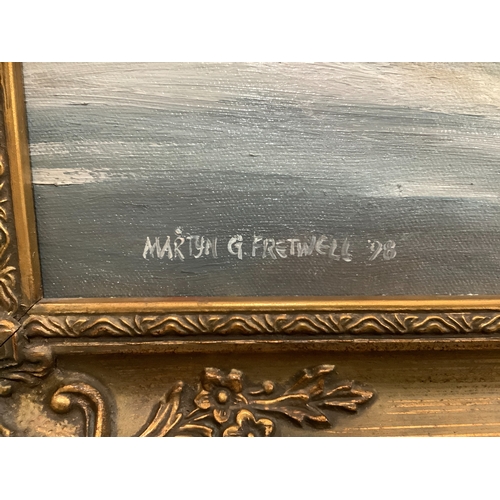 MARTYN G. FRETWELL '98